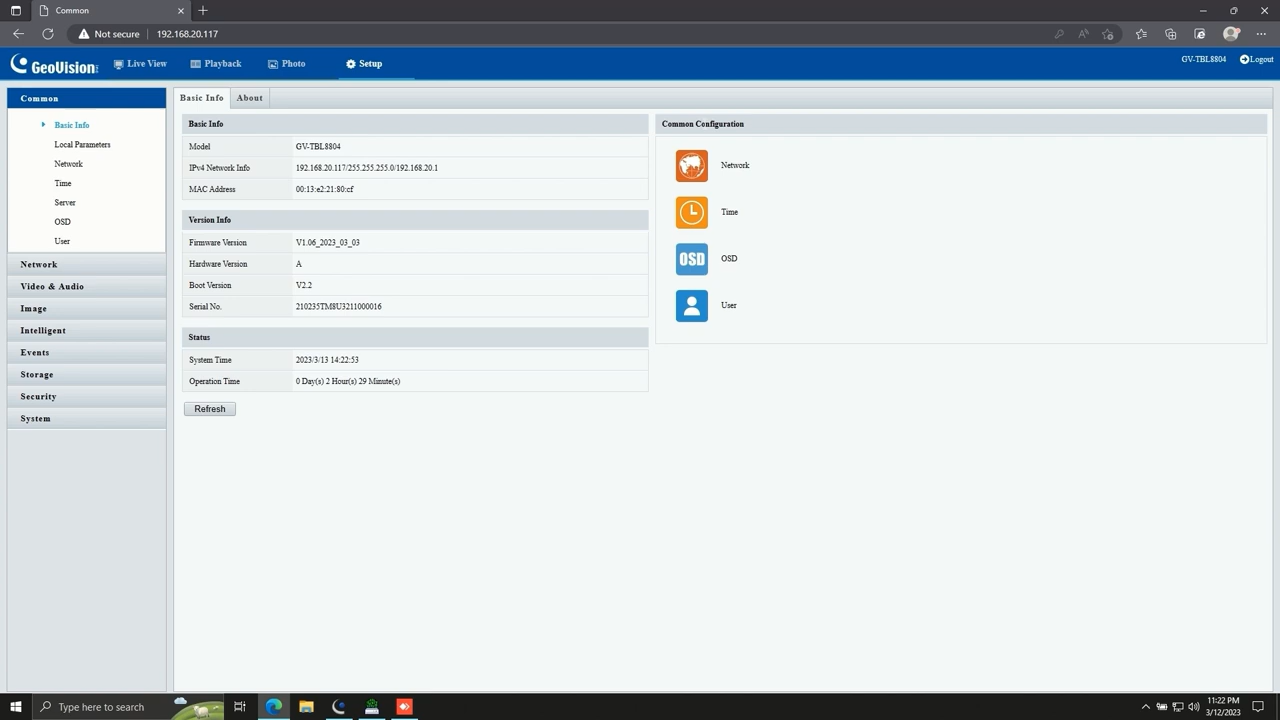 Common
Not secure
192.168.20.117
GeoVision
Live View
Playback
Photo
Setup
GV-TBL8804
Logout
Common
Basic Info
Local Parameters
Network
Time
Server
OSD
User
Network
Video & Audio
Image
Intelligent
Events
Storage
Security
System
Basic Info
About
Basic Info
Model GV-TBL8804
IPv4 Network Info 192.168.20.117/255.255.255.0/192.168.20.1
MAC Address 00:13:e2:21:80:cf
Version Info
Firmware Version V1.06_2023_03_03
Hardware Version A
Boot Version V2.2
Serial No. 210235TM8U3211000016
Status
System Time 2023/3/13 14:22:53
Operation Time 0 Day(s) 2 Hour(s) 29 Minute(s)
Refresh
Common Configuration
Network
Time
OSD OSD
User
Type here to search
11:22 PM
3/12/2023